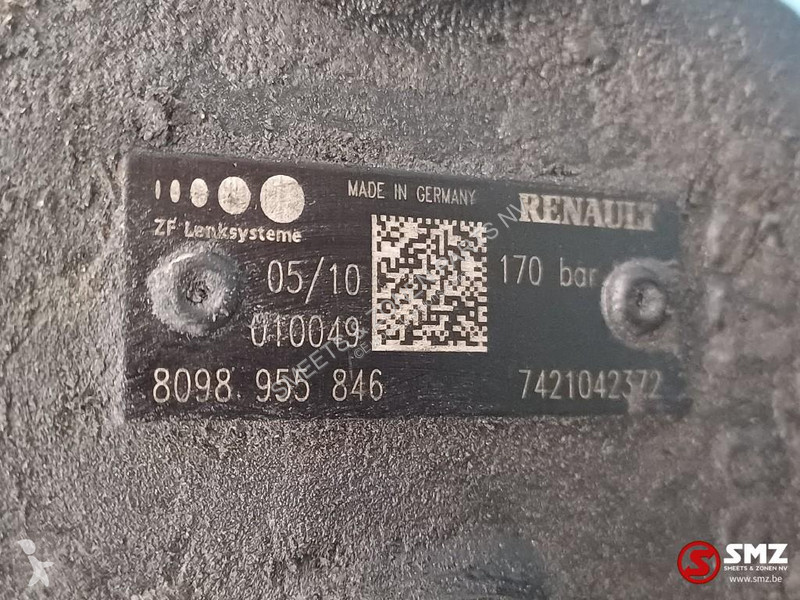 MADE IN GERMANY
RENAULT
ZF Lenksysteme
05/10
170 bar
010049
8098 955 846
7421042372
SMZ
SMEETS & ZONEN NV
www.smz.be